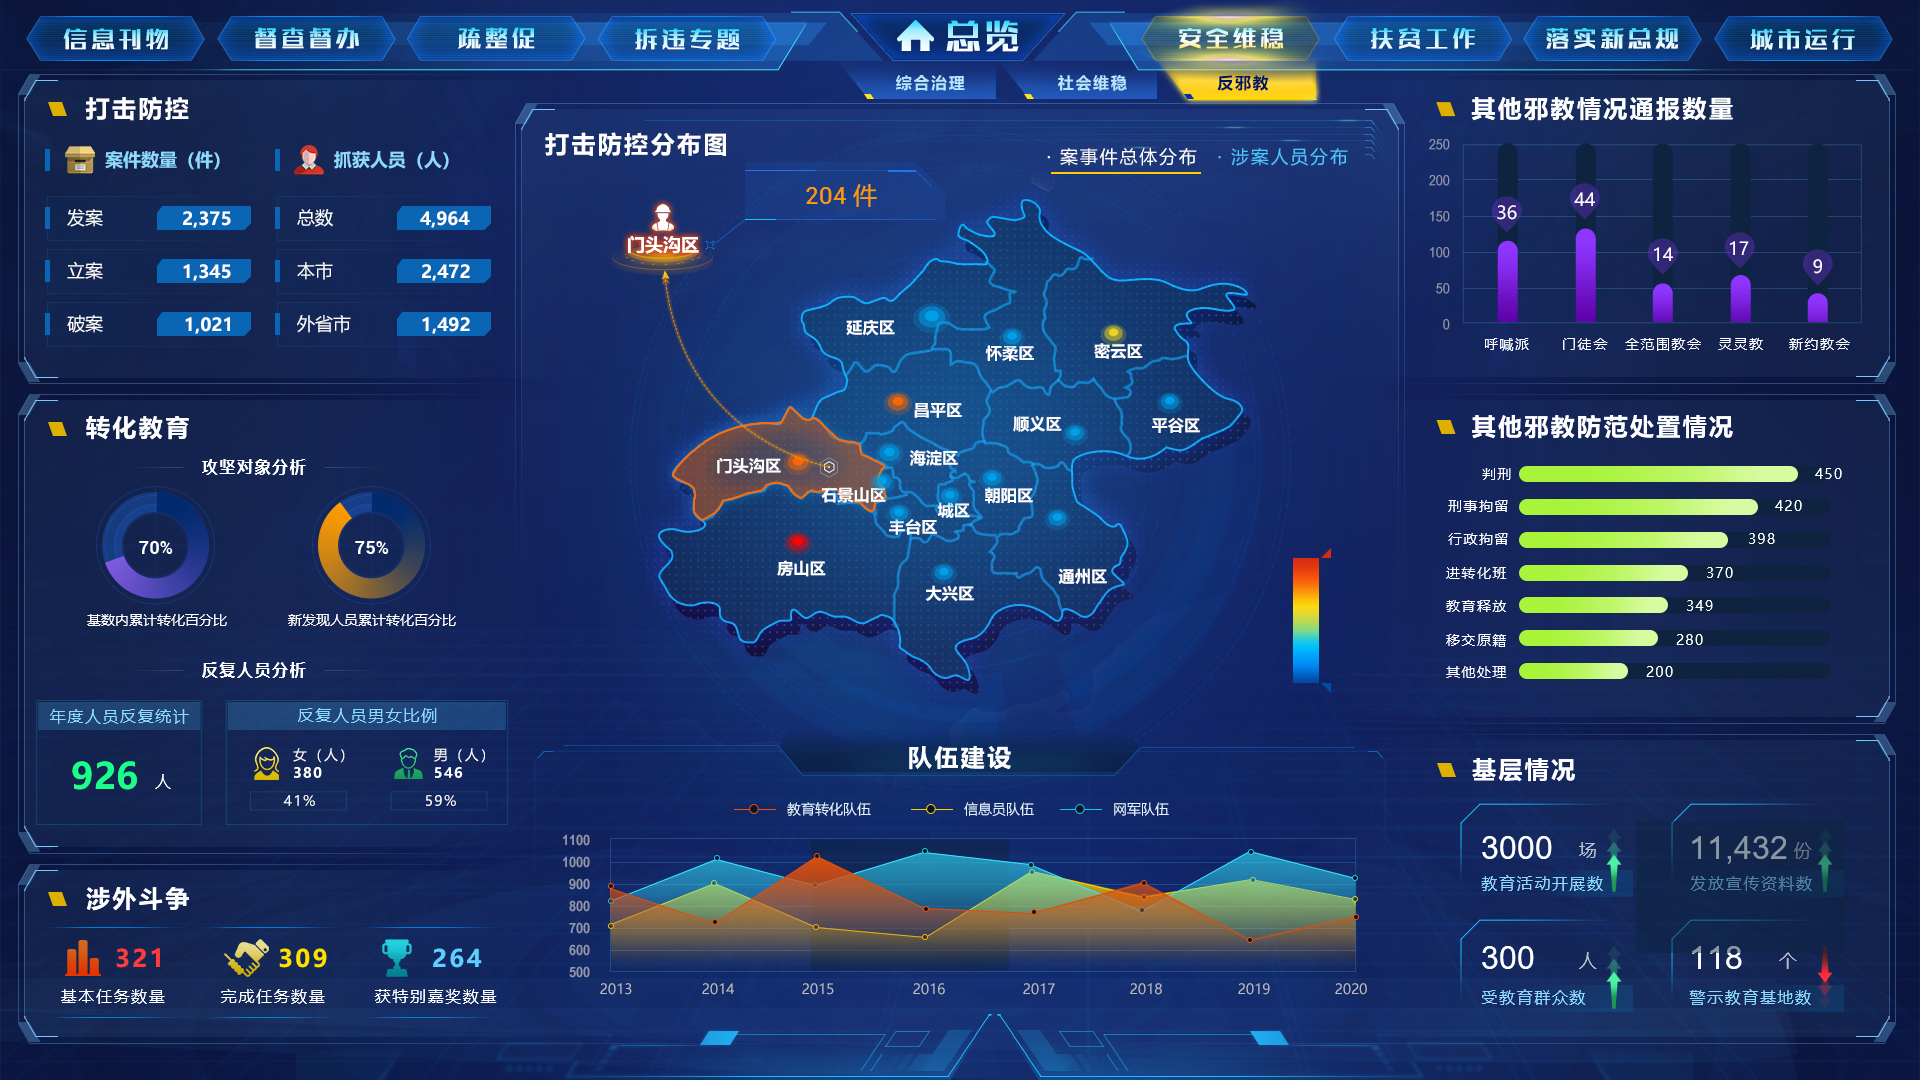 信息刊物
督查督办
疏整促
拆违专题
总览
安全维稳
扶贫工作
落实新总规
城市运行
综合治理
社会维稳
反邪教
打击防控
案件数量（件）
抓获人员（人）
发案 2,375
总数 4,964
立案 1,345
本市 2,472
破案 1,021
外省市 1,492
转化教育
攻坚对象分析
70%
75%
基数内累计转化百分比
新发现人员累计转化百分比
反复人员分析
年度人员反复统计
反复人员男女比例
926 人
女（人）
380
41%
男（人）
546
59%
涉外斗争
321
309
264
基本任务数量
完成任务数量
获特别嘉奖数量
打击防控分布图
· 案事件总体分布
· 涉案人员分布
204 件
门头沟区
延庆区
怀柔区
密云区
昌平区
顺义区
平谷区
门头沟区
海淀区
石景山区
城区
朝阳区
丰台区
房山区
大兴区
通州区
队伍建设
教育转化队伍
信息员队伍
网军队伍
1100
1000
900
800
700
600
500
2013
2014
2015
2016
2017
2018
2019
2020
其他邪教情况通报数量
250
200
150
100
50
0
36
44
14
17
9
呼喊派
门徒会
全范围教会
灵灵教
新约教会
其他邪教防范处置情况
判刑 450
刑事拘留 420
行政拘留 398
进转化班 370
教育释放 349
移交原籍 280
其他处理 200
基层情况
3000 场
教育活动开展数
11,432 份
发放宣传资料数
300 人
受教育群众数
118 个
警示教育基地数